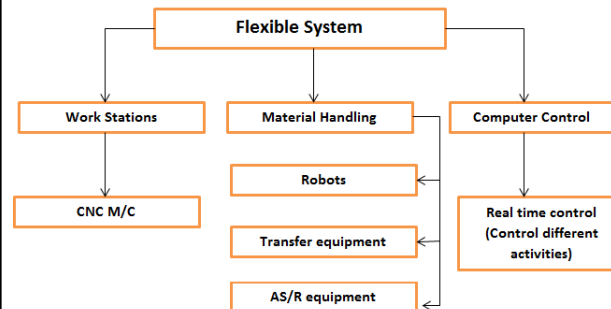 Flexible System
Work Stations
Material Handling
Computer Control
Robots
CNC M/C
Real time control
(Control different
activities)
Transfer equipment
AS/R equipment